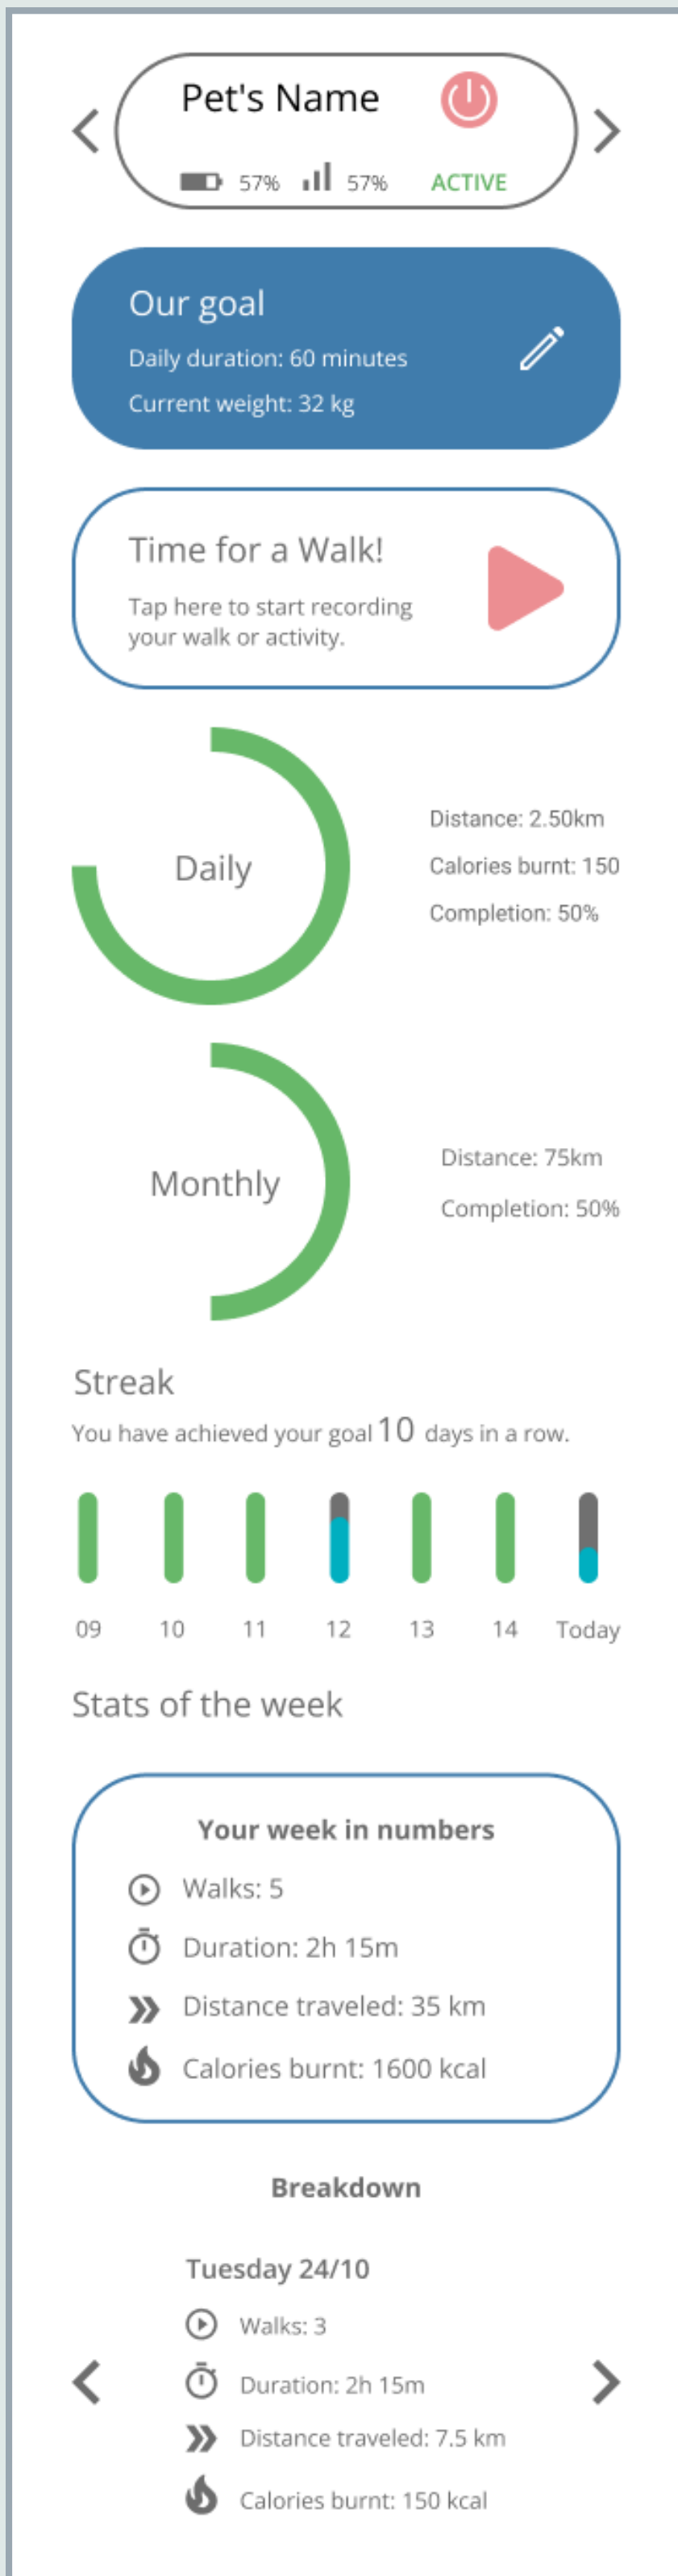 Pet's Name
57% 57% ACTIVE
Our goal
Daily duration: 60 minutes
Current weight: 32 kg
Time for a Walk!
Tap here to start recording
your walk or activity.
Daily
Distance: 2.50km
Calories burnt: 150
Completion: 50%
Monthly
Distance: 75km
Completion: 50%
Streak
You have achieved your goal 10 days in a row.
09 10 11 12 13 14 Today
Stats of the week
Your week in numbers
Walks: 5
Duration: 2h 15m
Distance traveled: 35 km
Calories burnt: 1600 kcal
Breakdown
Tuesday 24/10
Walks: 3
Duration: 2h 15m
Distance traveled: 7.5 km
Calories burnt: 150 kcal